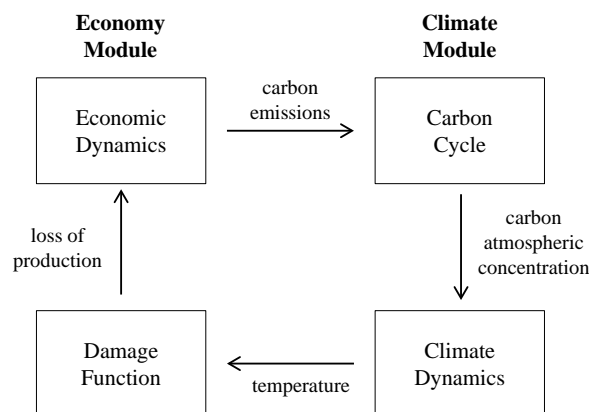 Economy
Module
Climate
Module
Economic
Dynamics
carbon
emissions
Carbon
Cycle
loss of
production
carbon
atmospheric
concentration
Damage
Function
temperature
Climate
Dynamics